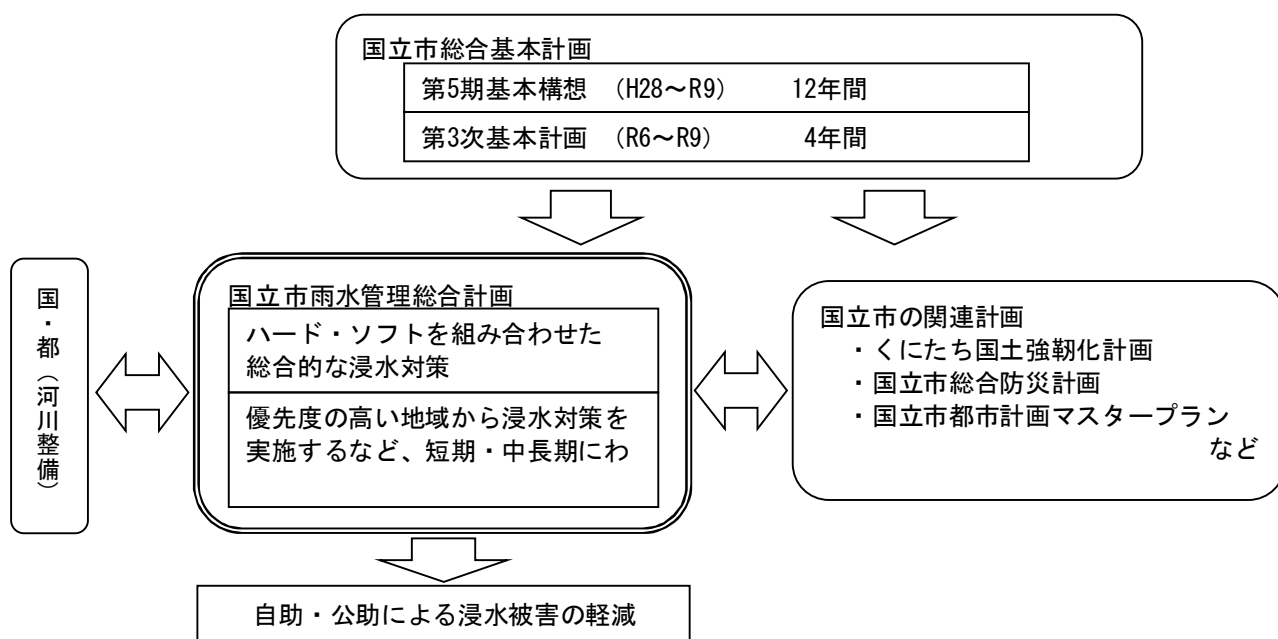 国立市総合基本計画
第5期基本構想 (H28~R9) 12年間
第3次基本計画 (R6~R9) 4年間
国・都(河川整備)
国立市雨水管理総合計画
ハード・ソフトを組み合わせた
総合的な浸水対策
優先度の高い地域から浸水対策を
実施するなど、短期・中長期にわ
国立市の関連計画
・くにたち国土強靭化計画
・国立市総合防災計画
・国立市都市計画マスタープラン
など
自助・公助による浸水被害の軽減